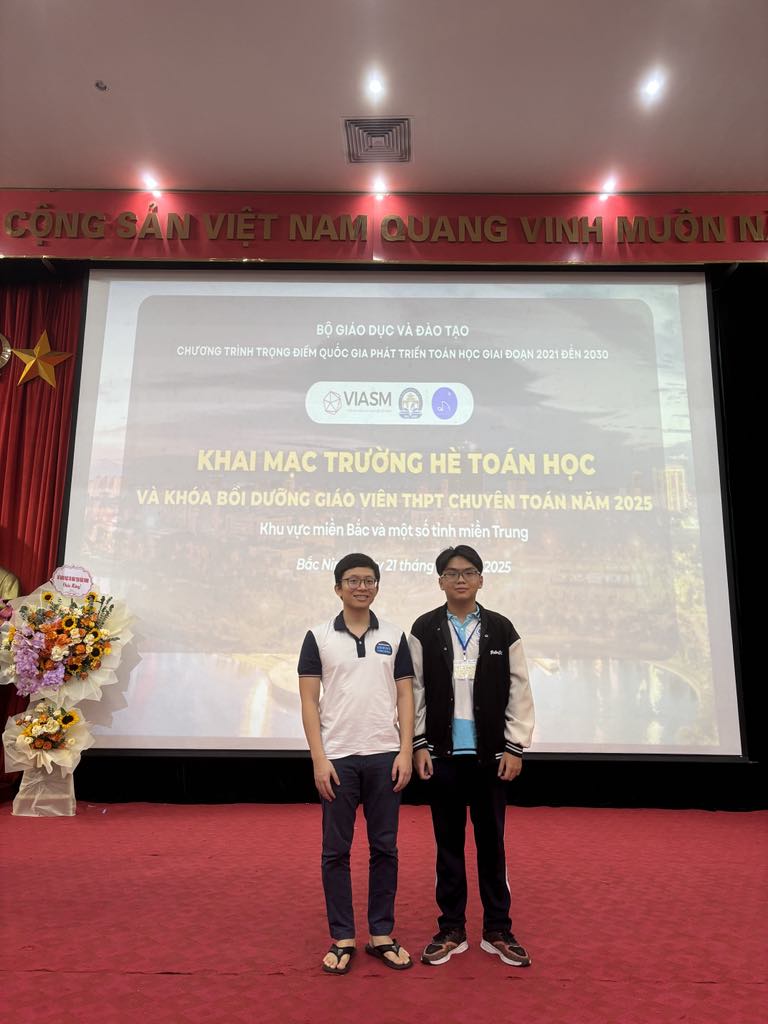 CỘNG SẢN VIỆT NAM QUANG VINH MUÔN
BỘ GIÁO DỤC VÀ ĐÀO TẠO
CHƯƠNG TRÌNH TRỌNG ĐIỂM QUỐC GIA PHÁT TRIỂN TOÁN HỌC GIAI ĐOẠN 2021 ĐẾN 2030
VIASM
KHAI MẠC TRƯỜNG HÈ TOÁN HỌC
VÀ KHÓA BỒI DƯỠNG GIÁO VIÊN THPT CHUYÊN TOÁN NĂM 2025
Khu vực miền Bắc và một số tỉnh miền Trung
Bắc Ni 21 thán 2025